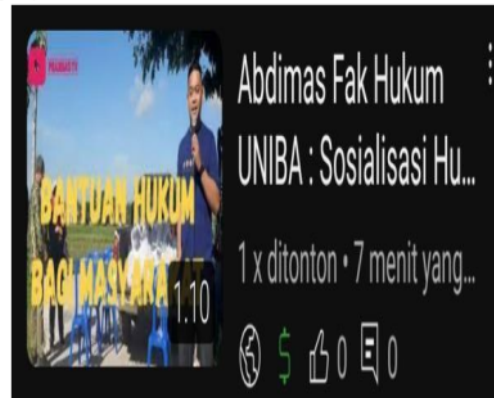 BANTUAN HUKUM
BAGI MASYARAKAT
1.10
Abdimas Fak Hukum
UNIBA : Sosialisasi Hu...
1 x ditonton • 7 menit yang...
0 0